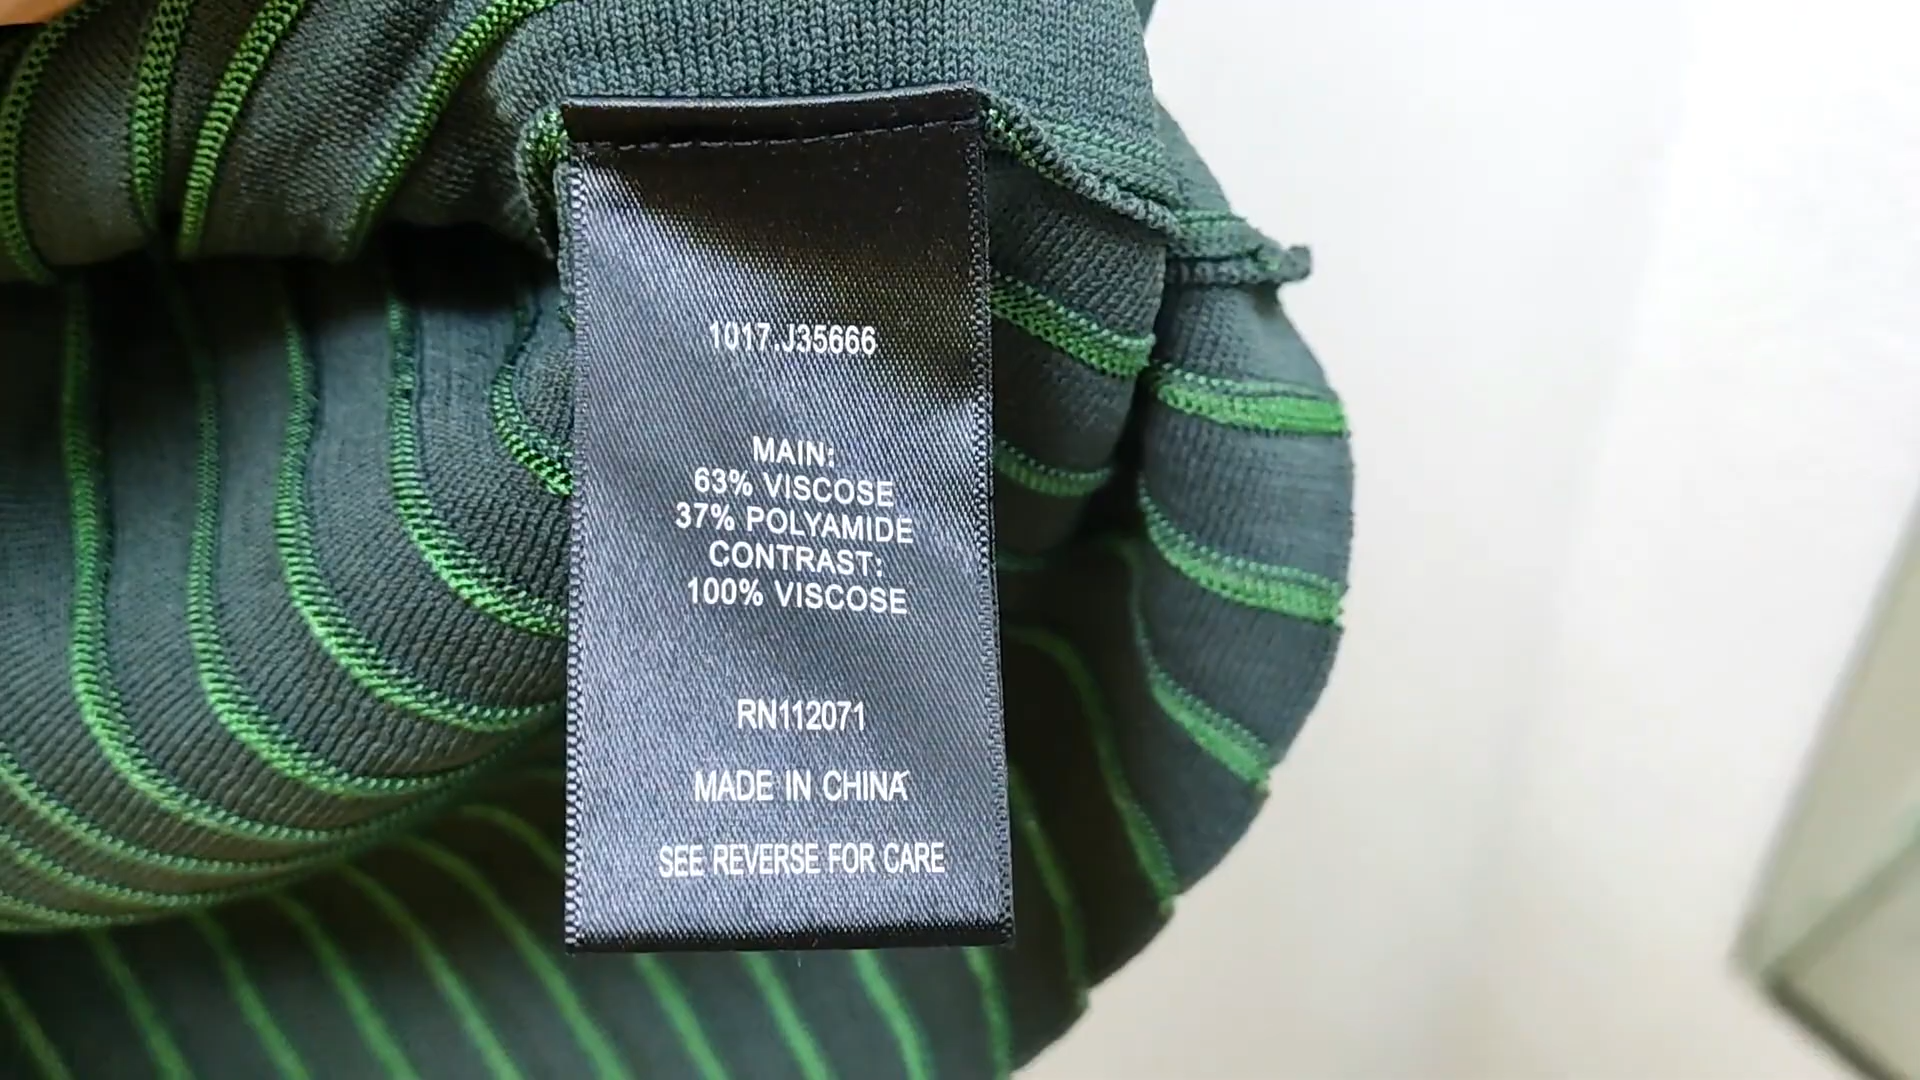 1017.J35666
MAIN:
63% VISCOSE
37% POLYAMIDE
CONTRAST:
100% VISCOSE
RN112071
MADE IN CHINA
SEE REVERSE FOR CARE